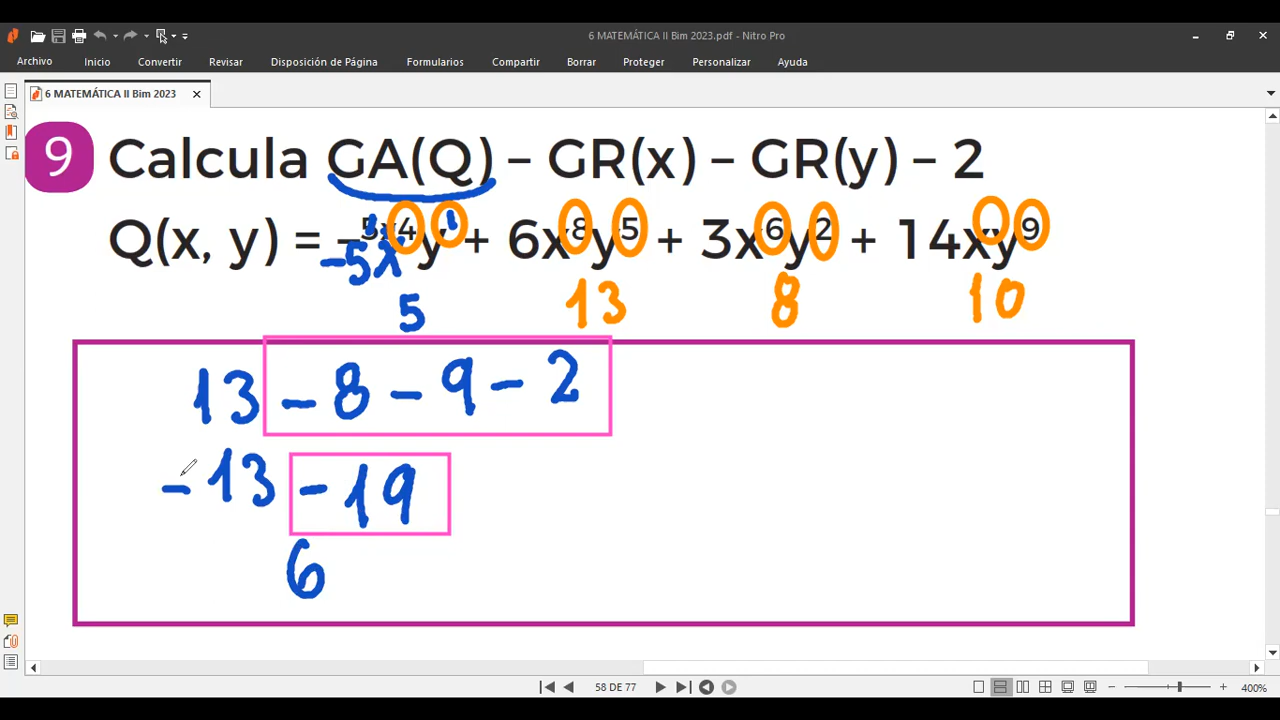 6 MATEMÁTICA II Bim 2023.pdf - Nitro Pro
Archivo Inicio Convertir Revisar Disposición de Página Formularios Compartir Borrar Proteger Personalizar Ayuda
6 MATEMÁTICA II Bim 2023
9 Calcula GA(Q) – GR(x) – GR(y) – 2
Q(x, y) = –⁵ˣ⁴y + 6x⁸y⁵ + 3x⁶y² + 14xy⁹
-5x
5 13 8 10
13 - 8 - 9 - 2
-13 - 19
6
58 DE 77
400%